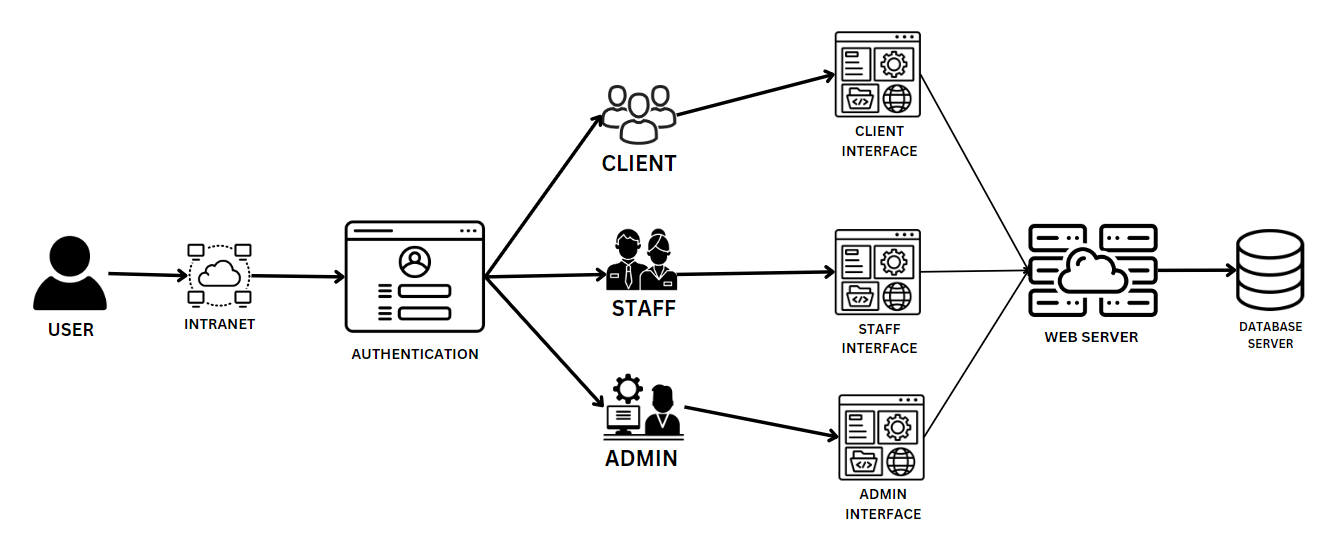 USER
INTRANET
AUTHENTICATION
CLIENT
STAFF
ADMIN
CLIENT
INTERFACE
STAFF
INTERFACE
ADMIN
INTERFACE
WEB SERVER
DATABASE
SERVER